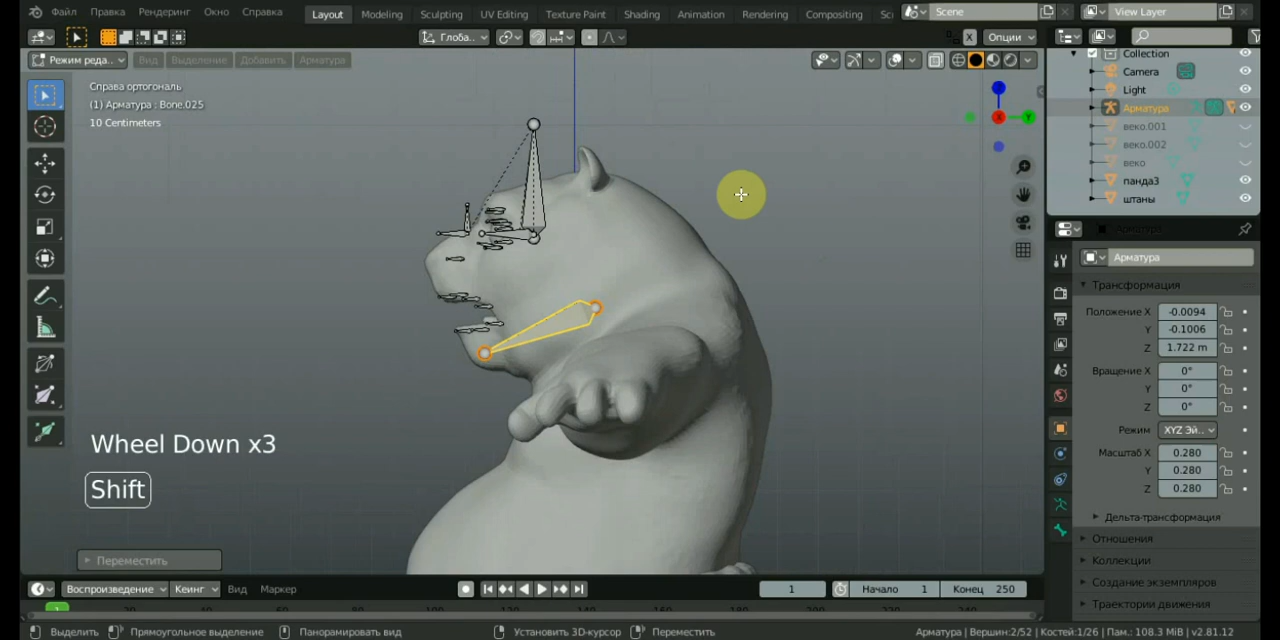 Файл Правка Рендеринг Окно Справка Layout Modeling Sculpting UV Editing Texture Paint Shading Animation Rendering Compositing Sc Scene View Layer
Глоба.. X Опции
Режим реда.. Вид Выделение Добавить Арматура
Справа ортогональ
(1) Арматура : Bone.025
10 Centimeters
Collection
Camera
Light
Арматура
веко.001
веко.002
веко
панда3
штаны
Арматура
Арматура
Трансформация
Положение X -0.0094
Y -0.1006
Z 1.722 m
Вращение X 0°
Y 0°
Z 0°
Режим XYZ Эй..
Масштаб X 0.280
Y 0.280
Z 0.280
Дельта-трансформация
Отношения
Коллекции
Создание экземпляров
Траектории движения
Z
Y
X
Wheel Down x3
Shift
Переместить
Воспроизведение Кеинг Вид Маркер 1 Начало 1 Конец 250
Выделить Прямоугольное выделение Панорамировать вид Установить 3D-курсор Переместить Арматура | Вершин:2/52 | Костей:1/26 | Пам.: 108.3 MiB | v2.81.12